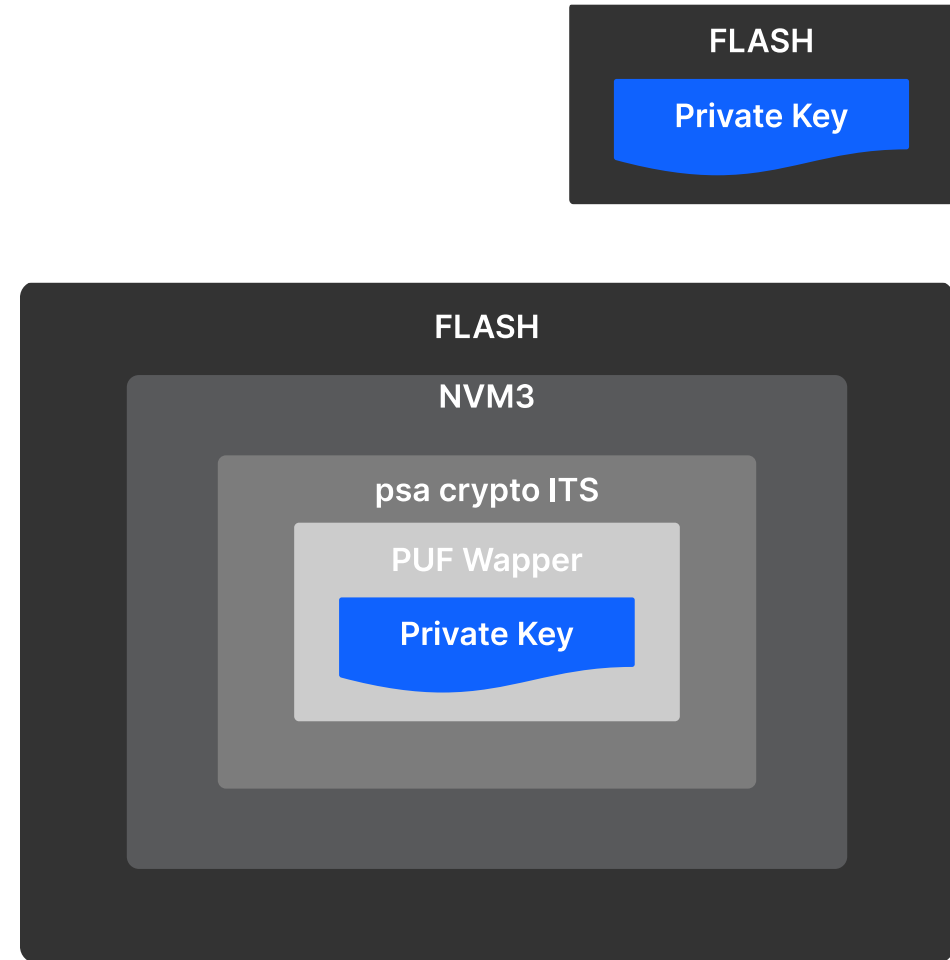 FLASH
Private Key
FLASH
NVM3
psa crypto ITS
PUF Wapper
Private Key